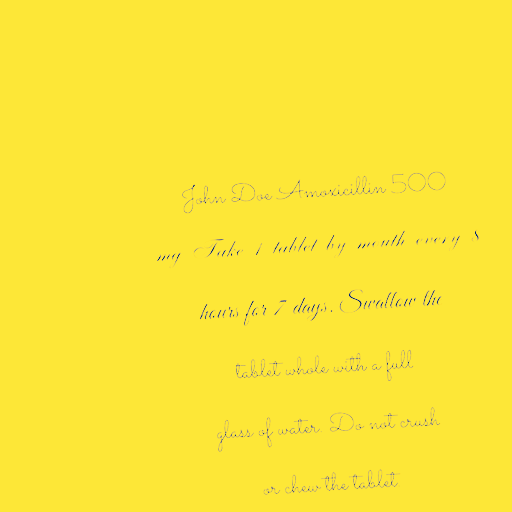 John Doe Amoxicillin 500
mg Take 1 tablet by mouth every 8
hours for 7 days. Swallow the
tablet whole with a full
glass of water. Do not crush
or chew the tablet